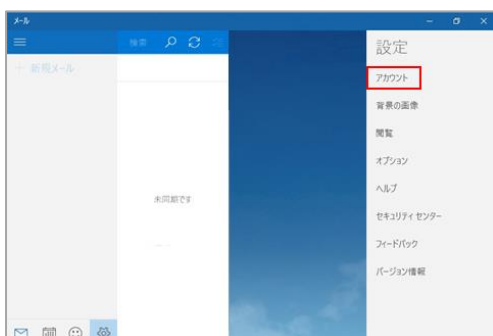 メール
検索
設定
← 新規メール
アカウント
背景の画像
閲覧
オプション
ヘルプ
未同期です
セキュリティ センター
フィードバック
バージョン情報